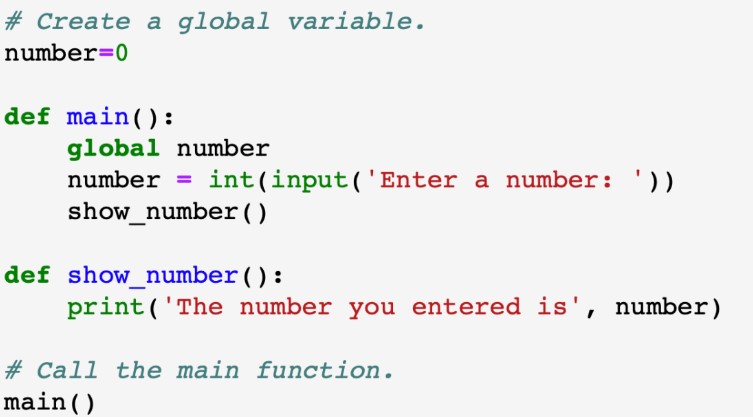 # Create a global variable.
number=0
def main():
    global number
    number = int(input('Enter a number: '))
    show_number()
def show_number():
    print('The number you entered is', number)
# Call the main function.
main()